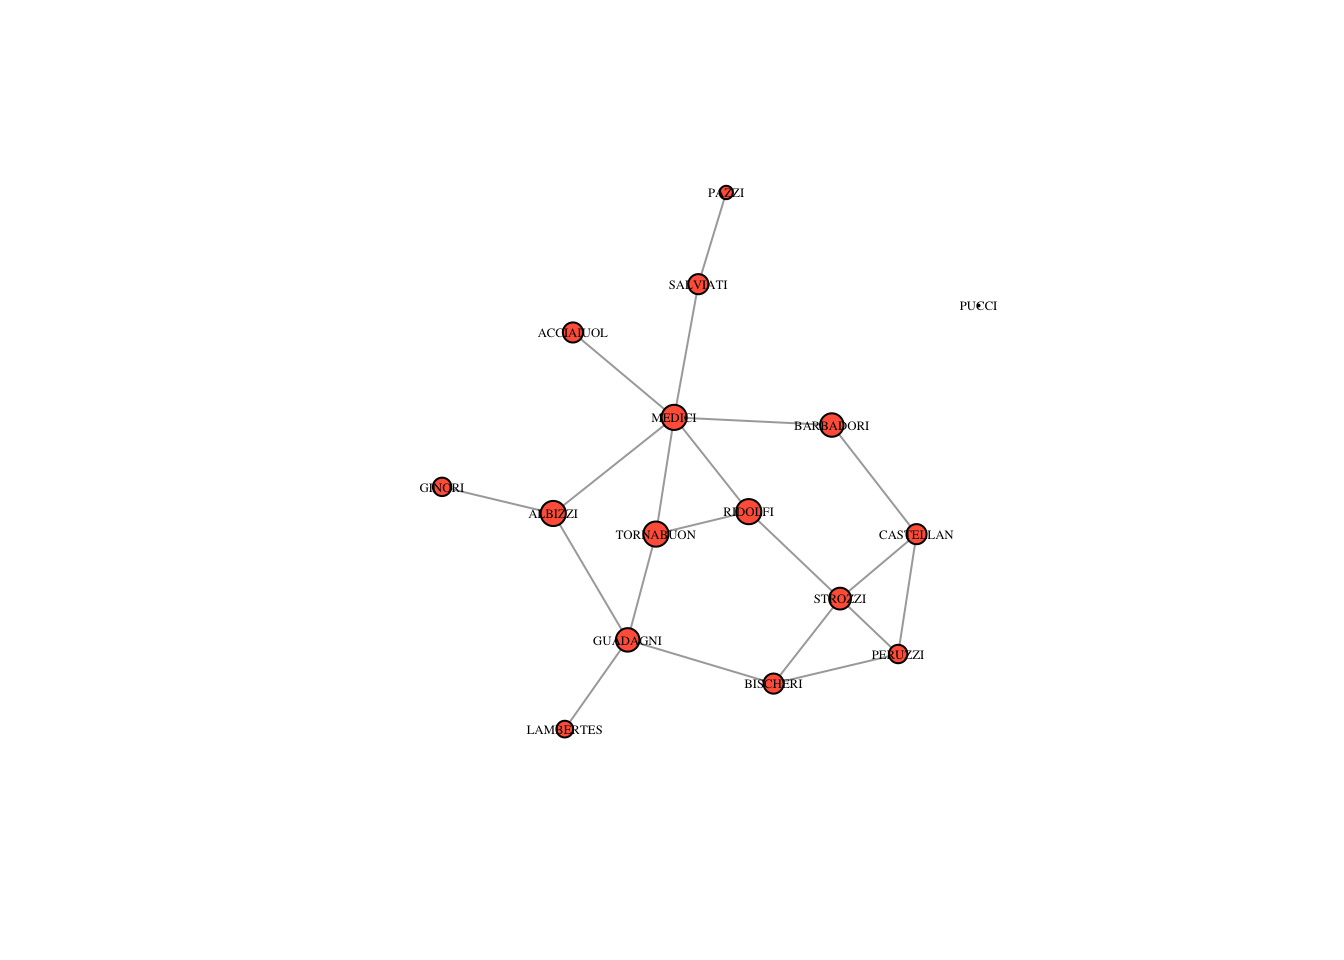 PAZZI
SALVIATI
PUCCI
ACCIAIUOL
MEDICI
BARBADORI
GINORI
ALBIZZI
RIDOLFI
TORNABUON
CASTELLAN
STROZZI
GUADAGNI
PERUZZI
BISCHERI
LAMBERTES